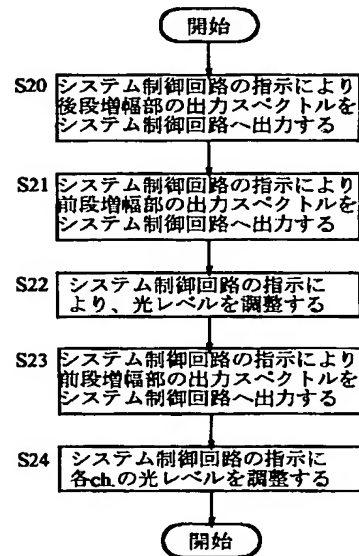 開始
S20
システム制御回路の指示により
後段増幅部の出力スペクトルを
システム制御回路へ出力する
S21
システム制御回路の指示により
前段増幅部の出力スペクトルを
システム制御回路へ出力する
S22
システム制御回路の指示に
より、光レベルを調整する
S23
システム制御回路の指示により
前段増幅部の出力スペクトルを
システム制御回路へ出力する
S24
システム制御回路の指示に
各ch.の光レベルを調整する
開始